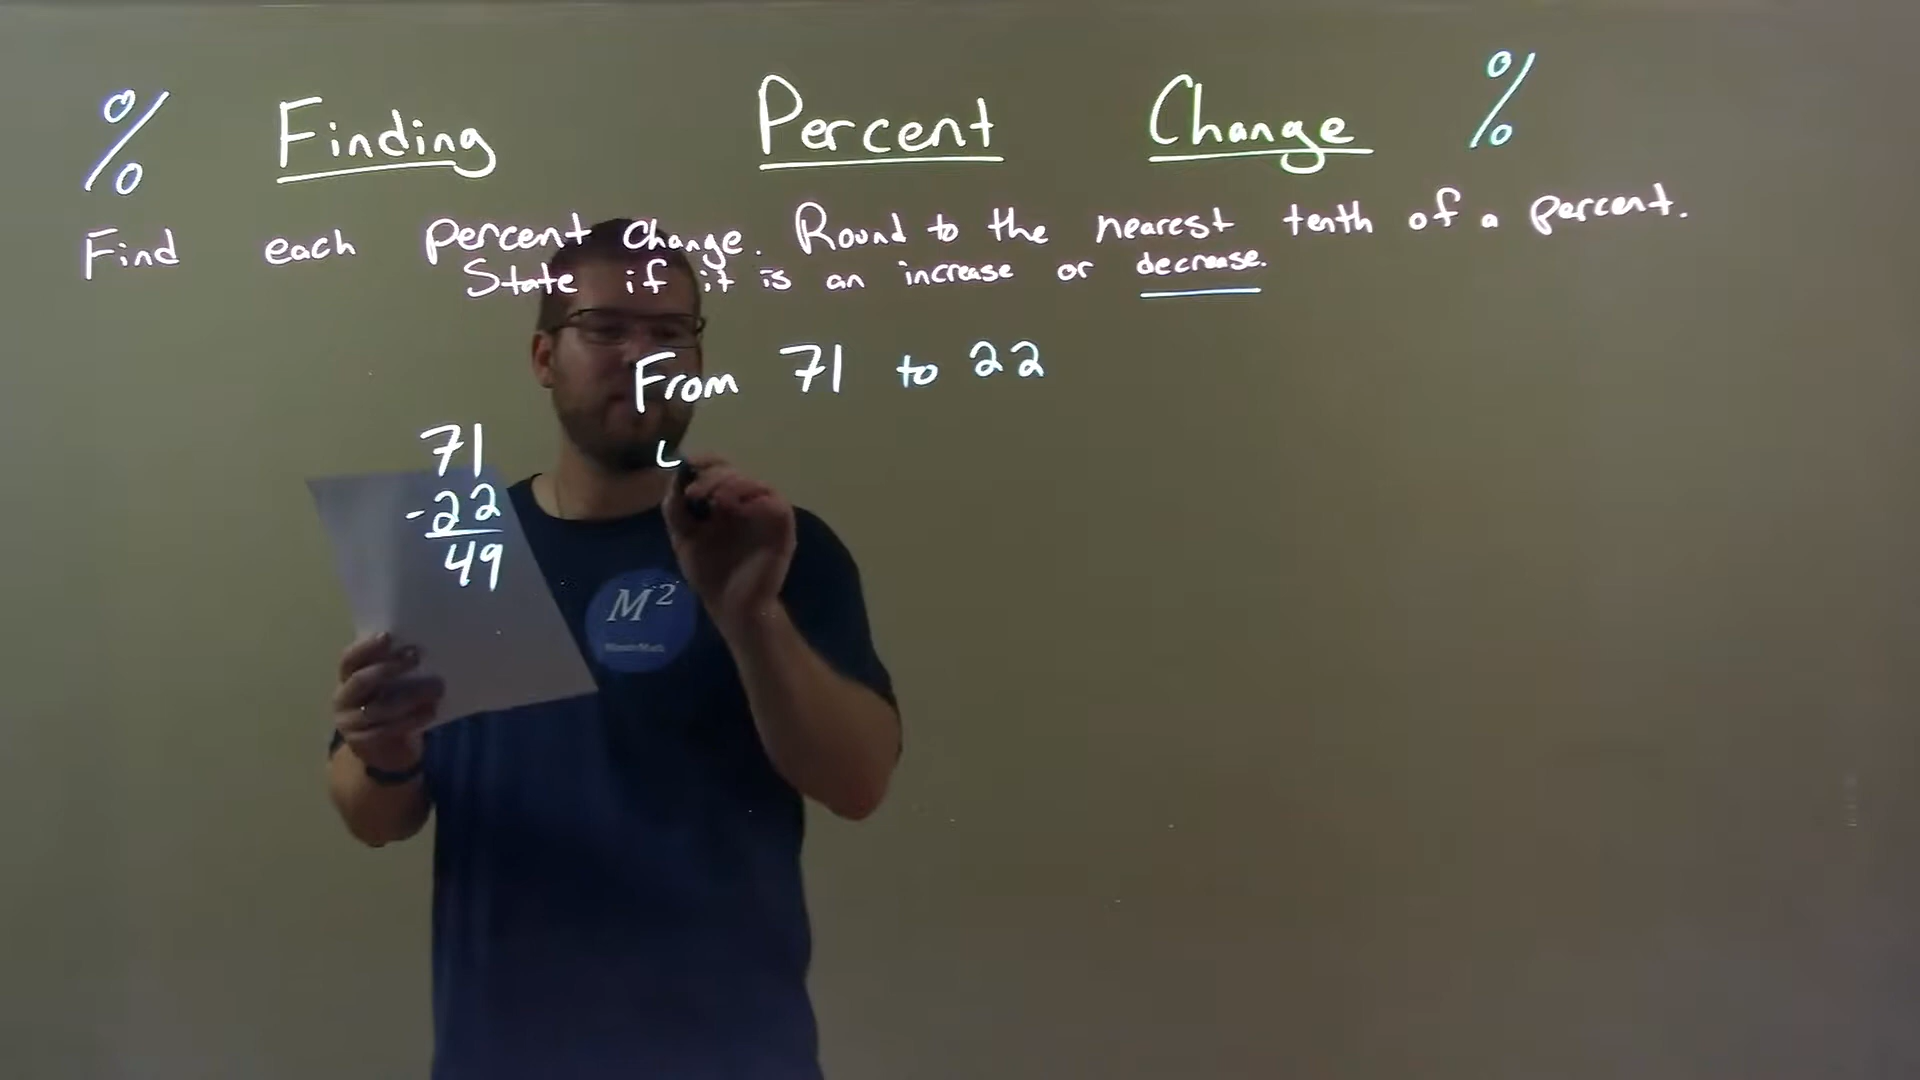 % Finding Percent Change %
Find each percent change. Round to the nearest tenth of a percent.
State if it is an increase or decrease.
From 71 to 22
71
-22
49
M²